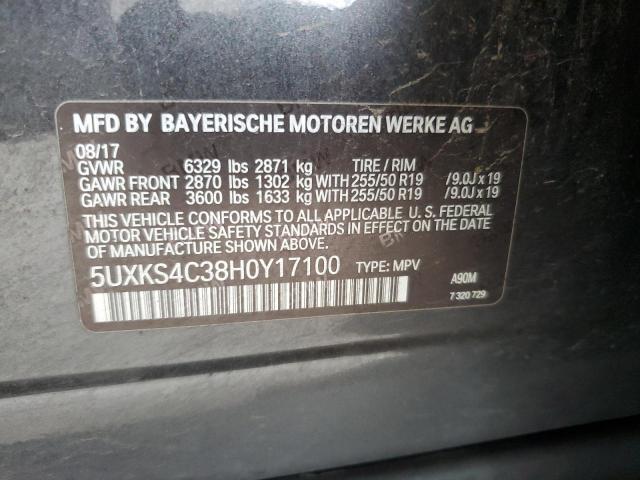 MFD BY BAYERISCHE MOTOREN WERKE AG
08/17
GVWR 6329 lbs 2871 kg TIRE / RIM
GAWR FRONT 2870 lbs 1302 kg WITH 255/50 R19 /9.0J x 19
GAWR REAR 3600 lbs 1633 kg WITH 255/50 R19 /9.0J x 19
THIS VEHICLE CONFORMS TO ALL APPLICABLE U. S. FEDERAL
MOTOR VEHICLE SAFETY STANDARDS IN EFFECT ON THE DATE
OF MANUFACTURE SHOWN ABOVE.
5UXKS4C38H0Y17100 TYPE: MPV A90M
7 320 729